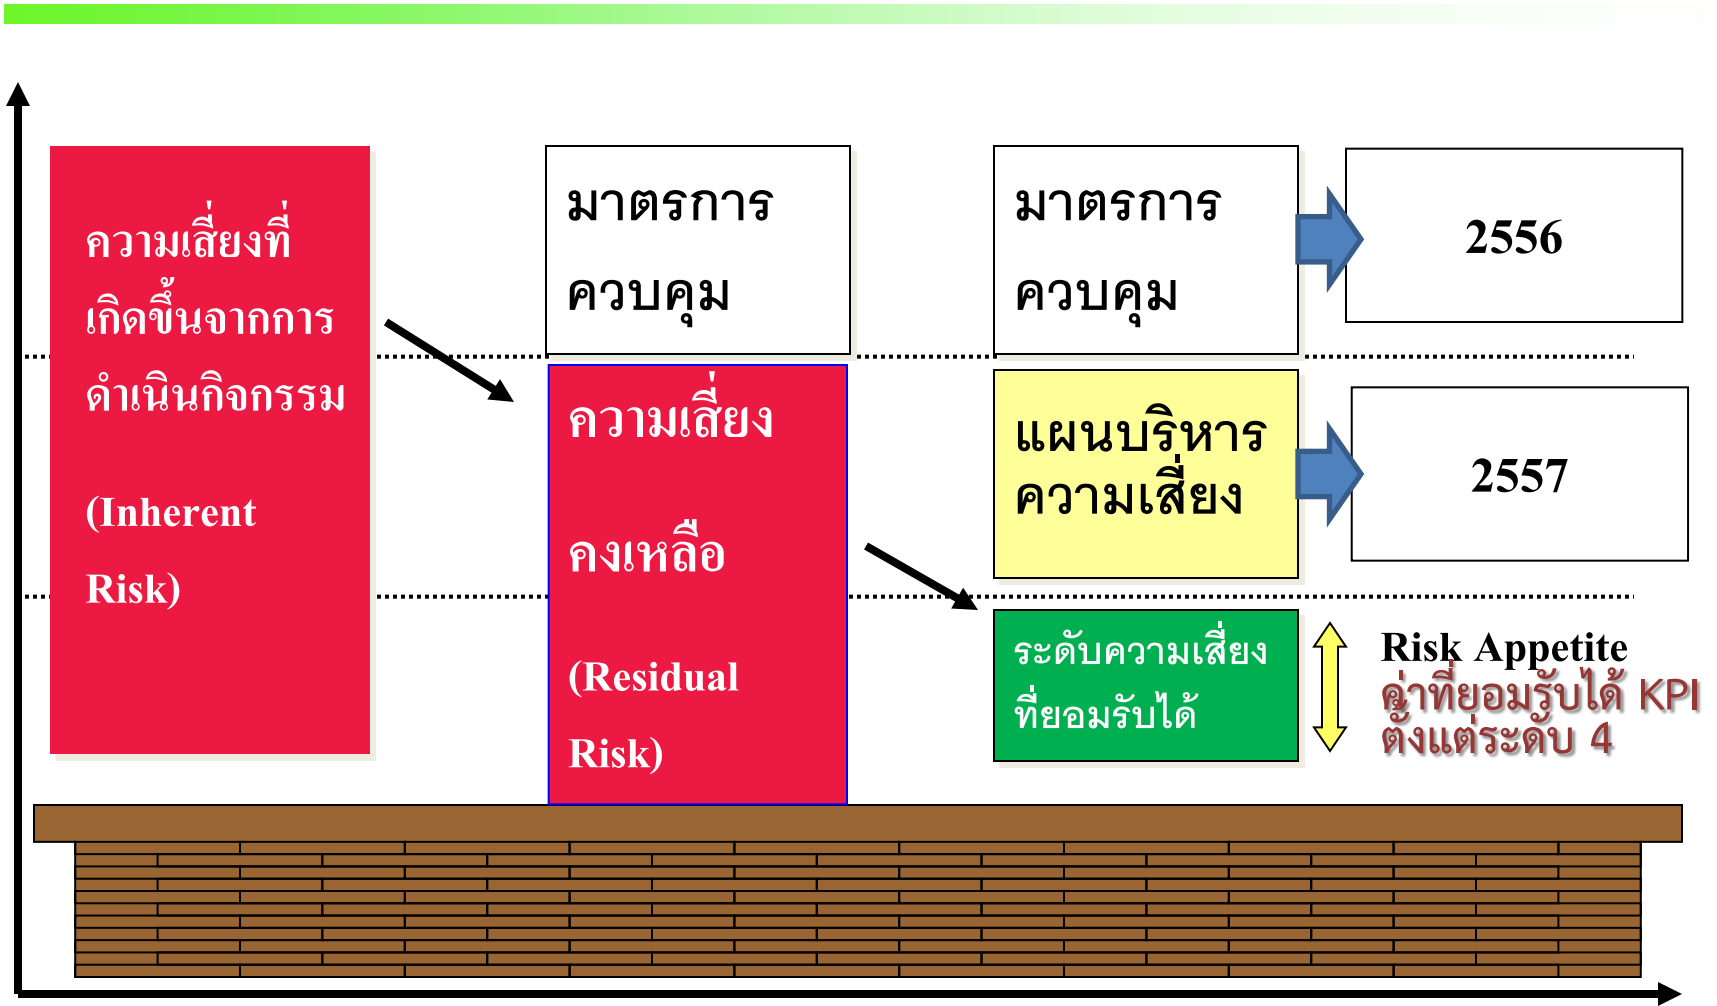 ความเสี่ยงที่
เกิดขึ้นจากการ
ดำเนินกิจกรรม
(Inherent
Risk)
มาตรการ
ควบคุม
ความเสี่ยง
คงเหลือ
(Residual
Risk)
มาตรการ
ควบคุม
2556
แผนบริหาร
ความเสี่ยง
2557
ระดับความเสี่ยง
ที่ยอมรับได้
Risk Appetite
ค่าที่ยอมรับได้ KPI
ตั้งแต่ระดับ 4